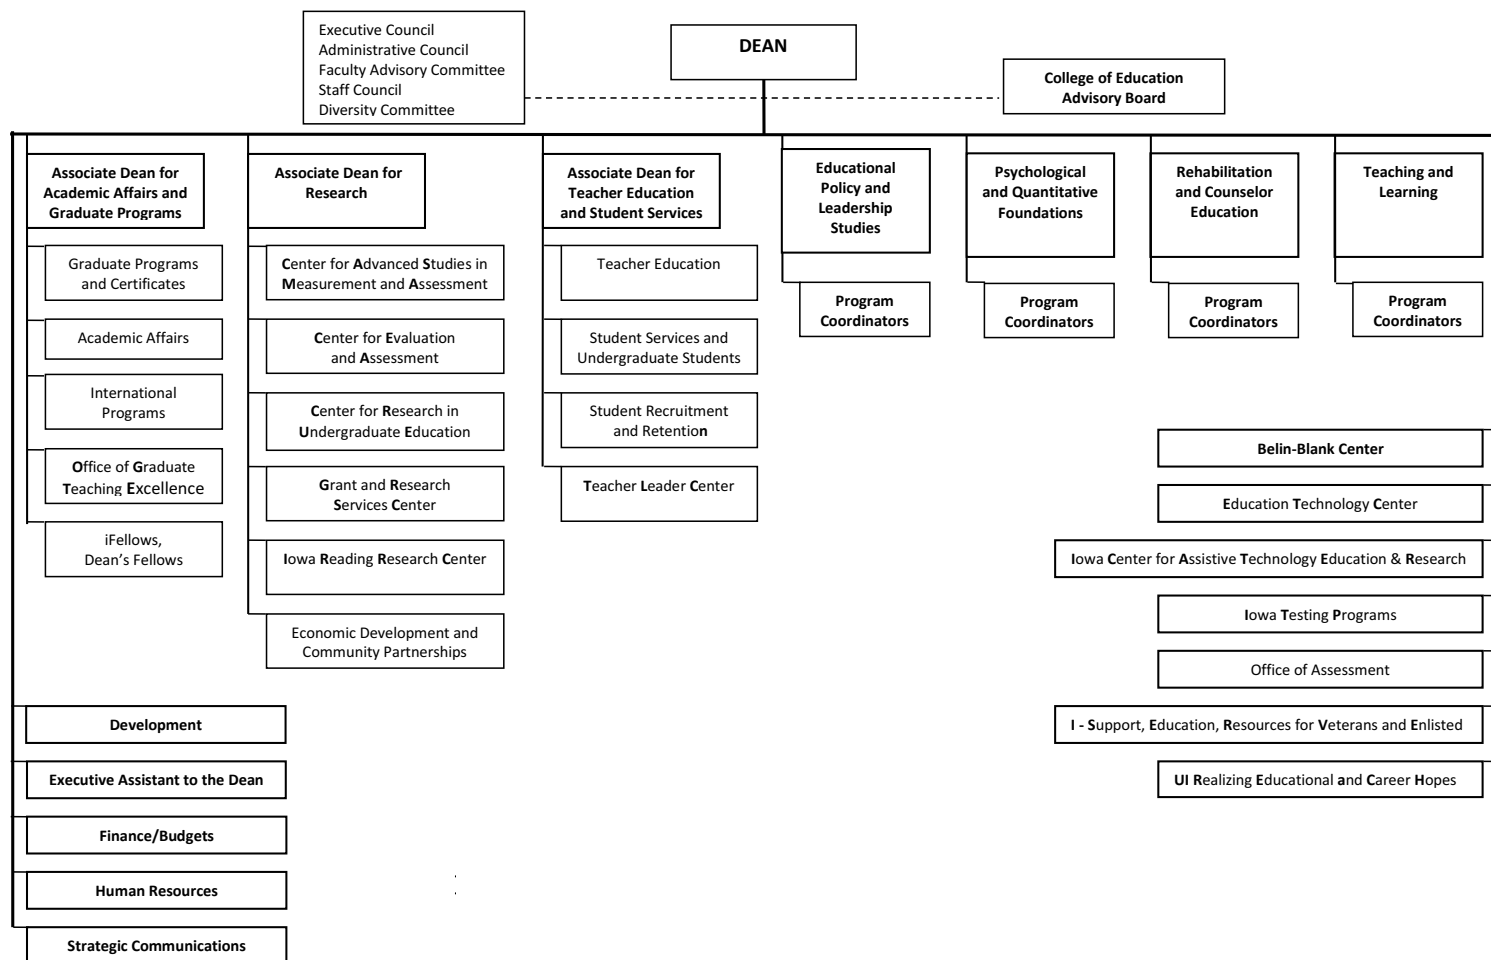 Executive Council
Administrative Council
Faculty Advisory Committee
Staff Council
Diversity Committee
DEAN
College of Education
Advisory Board
Associate Dean for
Academic Affairs and
Graduate Programs
Associate Dean for
Research
Associate Dean for
Teacher Education
and Student Services
Educational
Policy and
Leadership
Studies
Psychological
and Quantitative
Foundations
Rehabilitation
and Counselor
Education
Teaching and
Learning
Graduate Programs
and Certificates
Academic Affairs
International
Programs
Office of Graduate
Teaching Excellence
iFellows,
Dean’s Fellows
Center for Advanced Studies in
Measurement and Assessment
Center for Evaluation
and Assessment
Center for Research in
Undergraduate Education
Grant and Research
Services Center
Iowa Reading Research Center
Economic Development and
Community Partnerships
Teacher Education
Student Services and
Undergraduate Students
Student Recruitment
and Retention
Teacher Leader Center
Program
Coordinators
Program
Coordinators
Program
Coordinators
Program
Coordinators
Belin-Blank Center
Education Technology Center
Iowa Center for Assistive Technology Education & Research
Iowa Testing Programs
Office of Assessment
I - Support, Education, Resources for Veterans and Enlisted
UI Realizing Educational and Career Hopes
Development
Executive Assistant to the Dean
Finance/Budgets
Human Resources
Strategic Communications